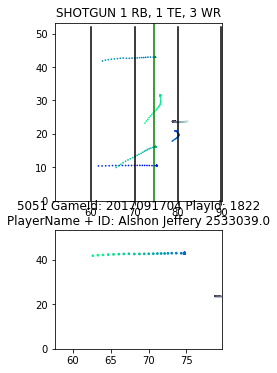 SHOTGUN 1 RB, 1 TE, 3 WR
50
40
30
20
10
0
60 70 80 90
5051 GameId: 2017091704 PlayId: 1822
PlayerName + ID: Alshon Jeffery 2533039.0
40
20
0
60 65 70 75